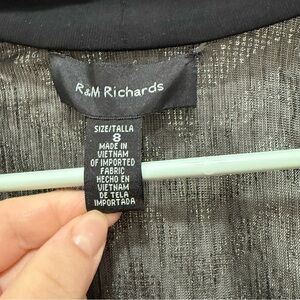 R&M Richards
SIZE/TALLA
8
MADE IN
VIETNAM
OF IMPORTED
FABRIC
HECHO EN
VIETNAM
DE TELA
IMPORTADA